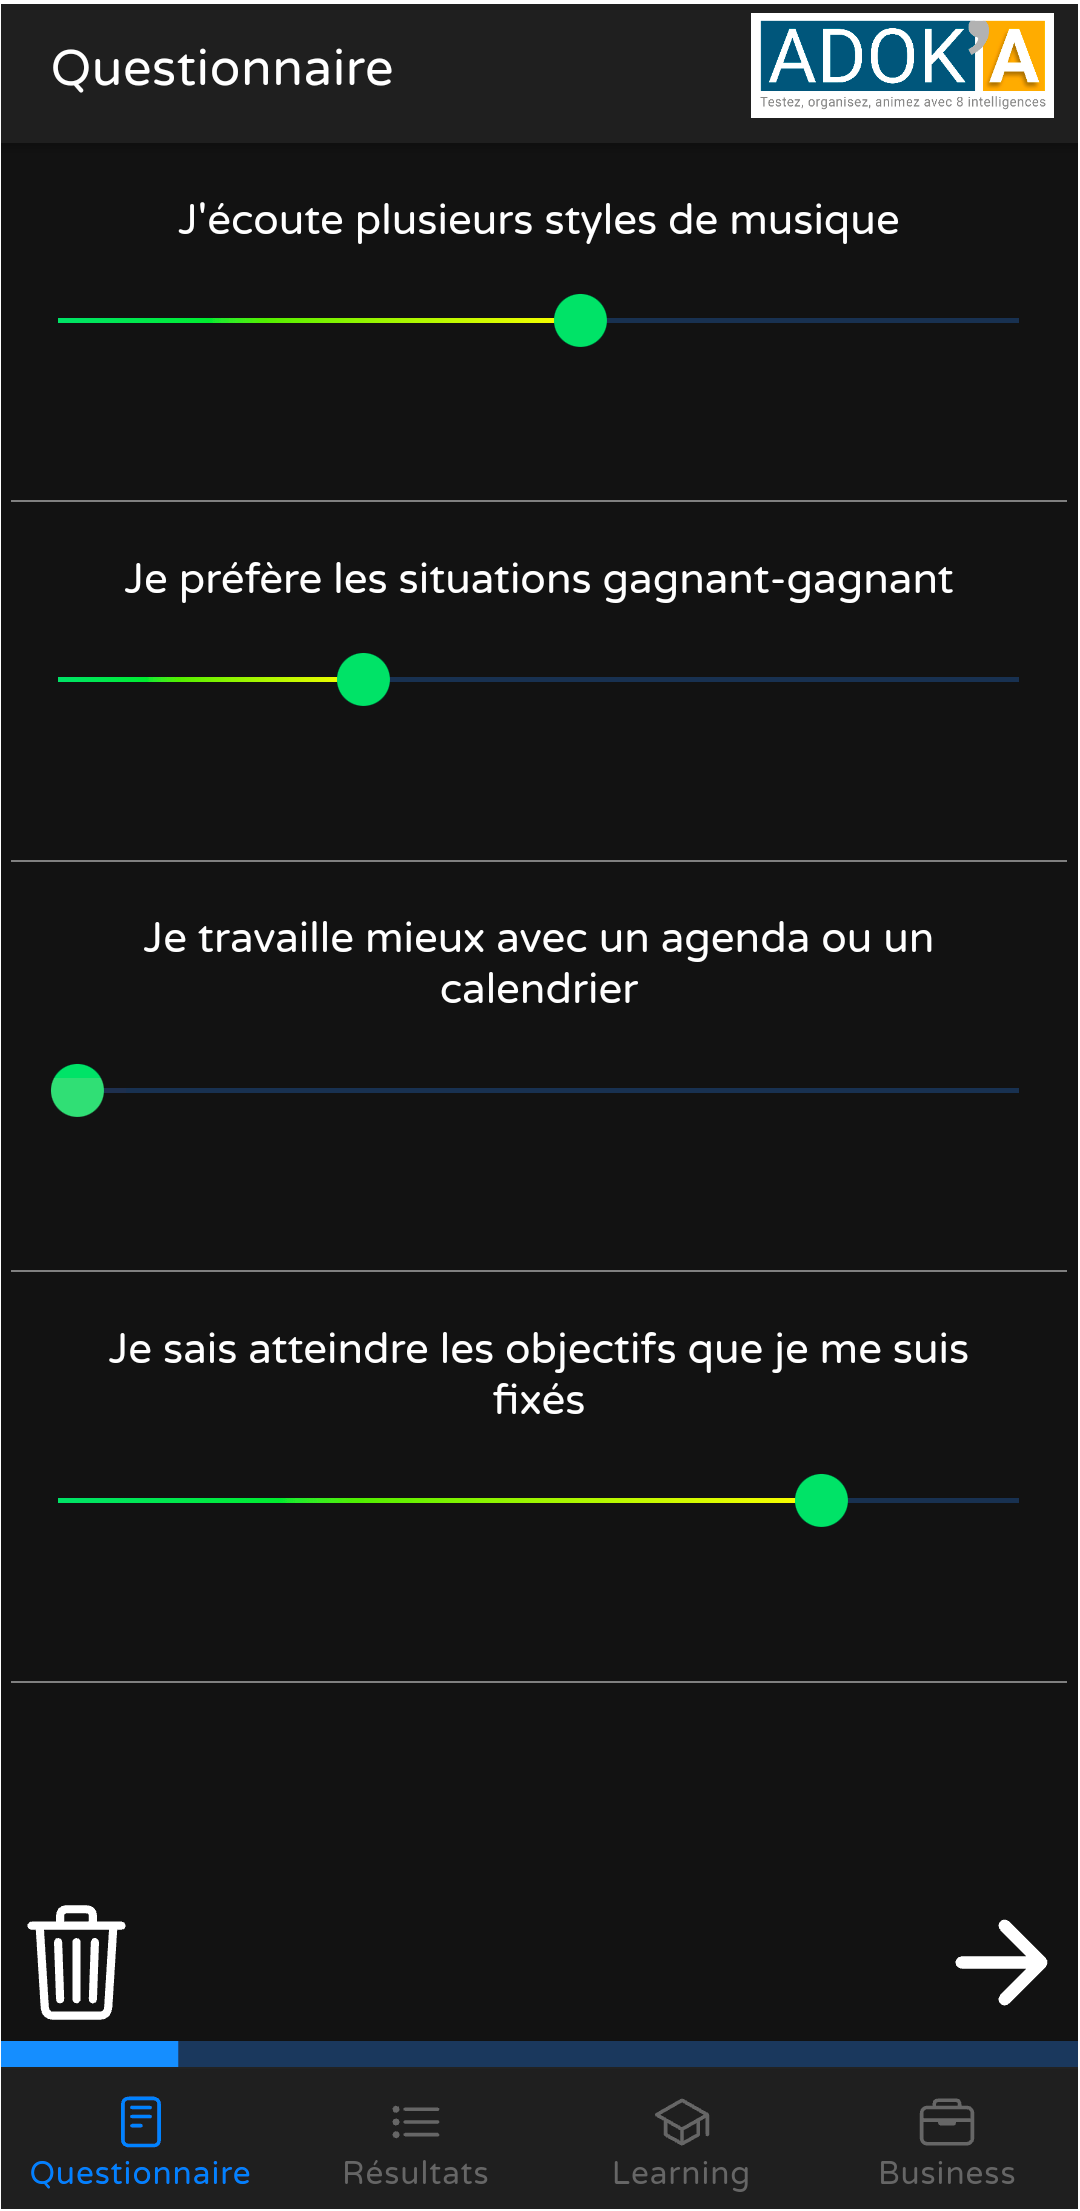 Questionnaire
ADOK'A
Testez, organisez, animez avec 8 intelligences
J'écoute plusieurs styles de musique
Je préfère les situations gagnant-gagnant
Je travaille mieux avec un agenda ou un
calendrier
Je sais atteindre les objectifs que je me suis
fixés
Questionnaire
Résultats
Learning
Business